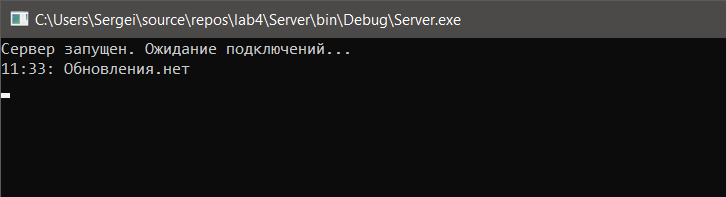 C:\Users\Sergei\source\repos\lab4\Server\bin\Debug\Server.exe
Сервер запущен. Ожидание подключений...
11:33: Обновления.нет